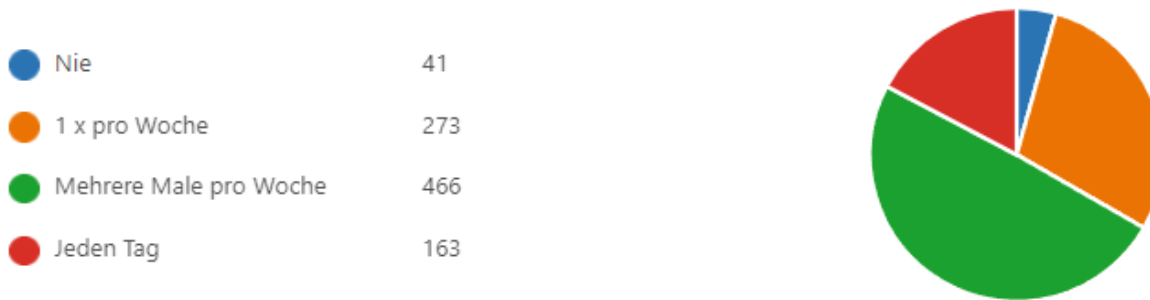 Nie 41
1 x pro Woche 273
Mehrere Male pro Woche 466
Jeden Tag 163